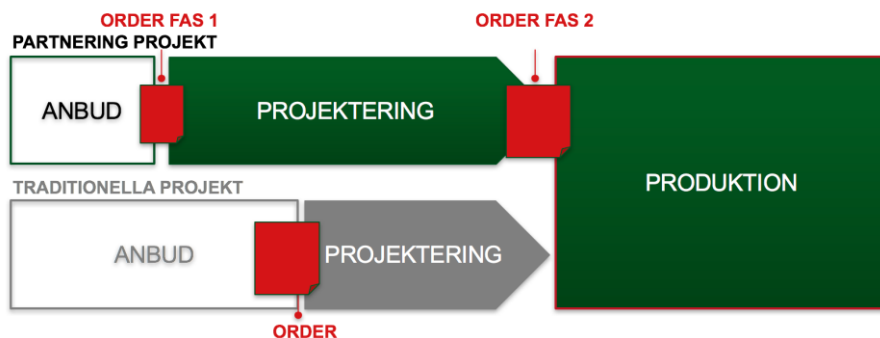 ORDER FAS 1
ORDER FAS 2
PARTNERING PROJEKT
ANBUD
PROJEKTERING
PRODUKTION
TRADITIONELLA PROJEKT
ANBUD
PROJEKTERING
ORDER